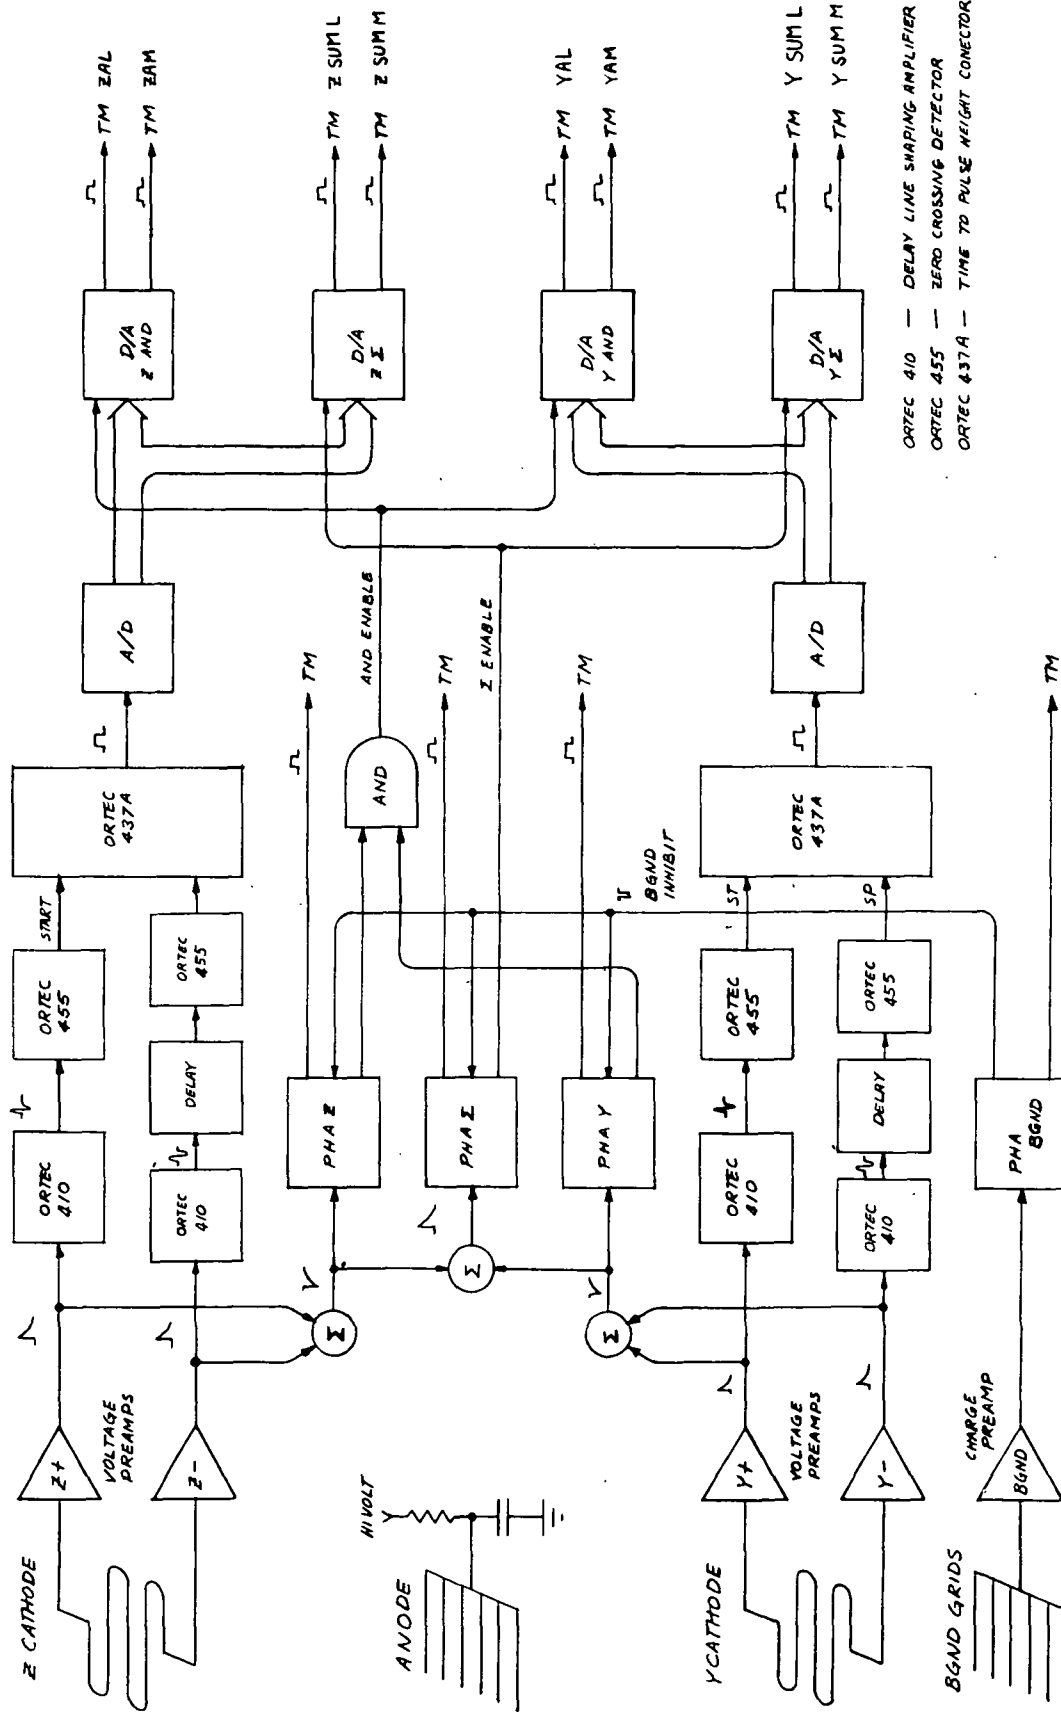 Z CATHODE
Z+
VOLTAGE
PREAMPS
Z-
ORTEC
410
ORTEC
455
START
ORTEC
410
DELAY
ORTEC
455
ORTEC
437A
A/D
D/A
Z AND
TM ZAL
TM ZAM
D/A
Z Σ
TM Z SUM L
TM Z SUM M
ANODE
HI VOLT
Σ
Σ
Σ
PHA Z
TM
PHA Σ
TM
PHA Y
TM
AND
AND ENABLE
Σ ENABLE
BGND
INHIBIT
D/A
Y AND
TM YAL
TM YAM
D/A
Y Σ
TM Y SUM L
TM Y SUM M
Y CATHODE
Y+
VOLTAGE
PREAMPS
Y-
ORTEC
410
ORTEC
455
ST
ORTEC
410
DELAY
ORTEC
455
SP
ORTEC
437A
A/D
BGND GRIDS
CHARGE
PREAMP
BGND
PHA
BGND
TM
ORTEC 410 — DELAY LINE SHAPING AMPLIFIER
ORTEC 455 — ZERO CROSSING DETECTOR
ORTEC 437A — TIME TO PULSE HEIGHT CONECTOR